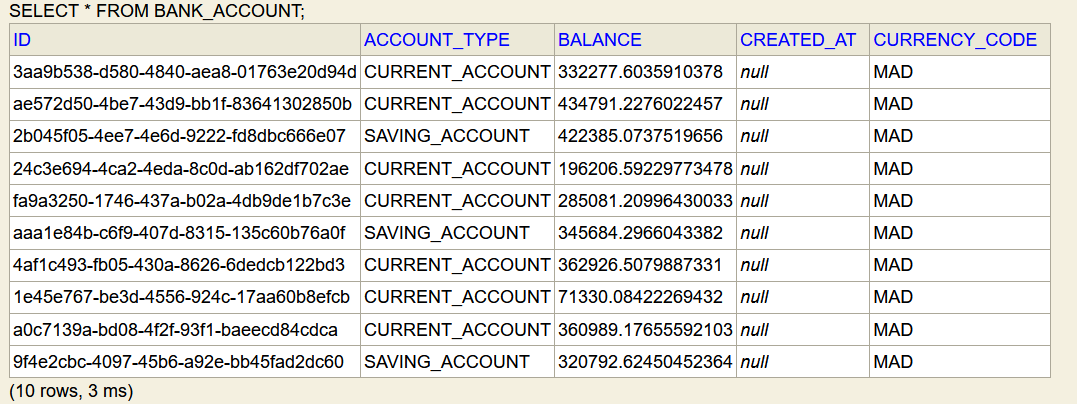 SELECT * FROM BANK_ACCOUNT;
ID ACCOUNT_TYPE BALANCE CREATED_AT CURRENCY_CODE
3aa9b538-d580-4840-aea8-01763e20d94d CURRENT_ACCOUNT 332277.6035910378 null MAD
ae572d50-4be7-43d9-bb1f-83641302850b CURRENT_ACCOUNT 434791.2276022457 null MAD
2b045f05-4ee7-4e6d-9222-fd8dbc666e07 SAVING_ACCOUNT 422385.0737519656 null MAD
24c3e694-4ca2-4eda-8c0d-ab162df702ae CURRENT_ACCOUNT 196206.59229773478 null MAD
fa9a3250-1746-437a-b02a-4db9de1b7c3e CURRENT_ACCOUNT 285081.20996430033 null MAD
aaa1e84b-c6f9-407d-8315-135c60b76a0f SAVING_ACCOUNT 345684.2966043382 null MAD
4af1c493-fb05-430a-8626-6dedcb122bd3 CURRENT_ACCOUNT 362926.5079887331 null MAD
1e45e767-be3d-4556-924c-17aa60b8efcb CURRENT_ACCOUNT 71330.08422269432 null MAD
a0c7139a-bd08-4f2f-93f1-baeecd84cdca CURRENT_ACCOUNT 360989.17655592103 null MAD
9f4e2cbc-4097-45b6-a92e-bb45fad2dc60 SAVING_ACCOUNT 320792.62450452364 null MAD
(10 rows, 3 ms)